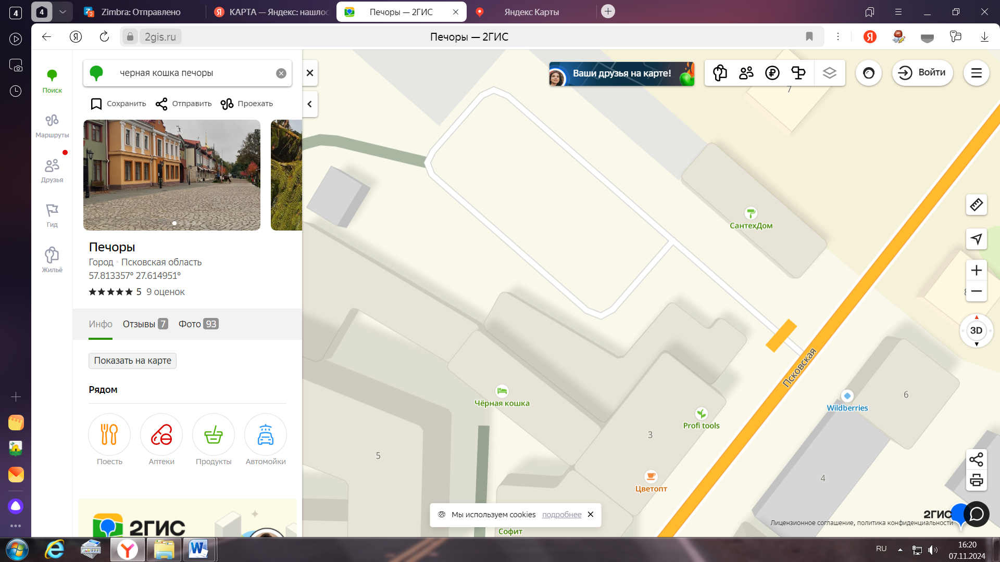 4
4
Zimbra: Отправлено
КАРТА — Яндекс: нашлос
Печоры — 2ГИС
Яндекс Карты
2gis.ru
Печоры — 2ГИС
черная кошка печоры
Сохранить
Отправить
Проехать
Поиск
Маршруты
Друзья
Гид
Жильё
Печоры
Город · Псковская область
57.813357° 27.614951°
5 9 оценок
Инфо
Отзывы 7
Фото 93
Показать на карте
Рядом
Поесть
Аптеки
Продукты
Автомойки
2ГИС
Ваши друзья на карте!
Войти
7
СантехДом
8
3D
Псковская
Чёрная кошка
Wildberries
6
Profi tools
3
5
4
Цветопт
Мы используем cookies подробнее
Софит
2ГИС
Лицензионное соглашение, политика конфиденциальности
RU
16:20
07.11.2024